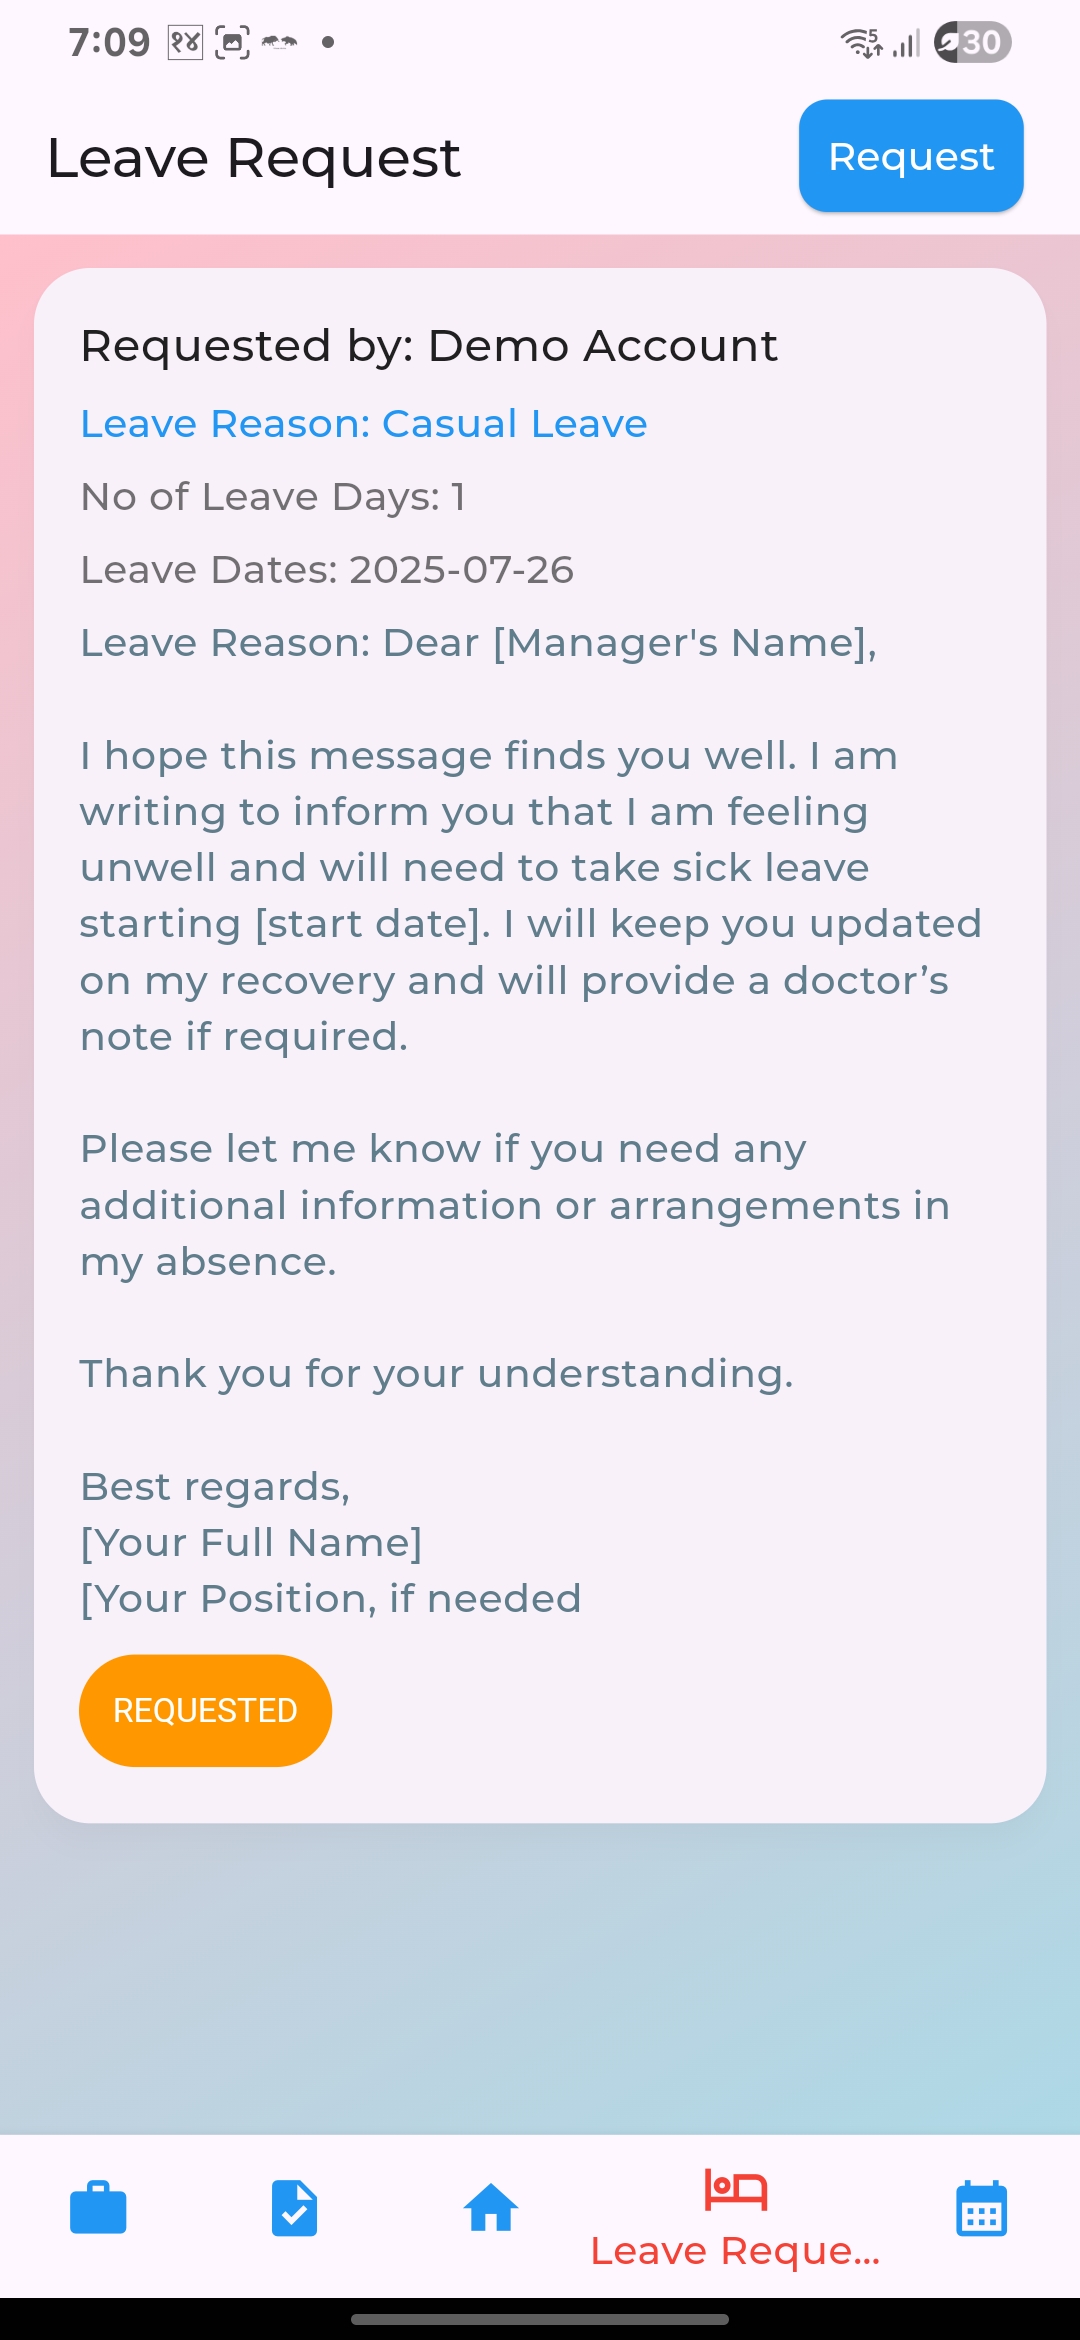 7:09
१४
5
30
Leave Request
Request
Requested by: Demo Account
Leave Reason: Casual Leave
No of Leave Days: 1
Leave Dates: 2025-07-26
Leave Reason: Dear [Manager's Name],
I hope this message finds you well. I am
writing to inform you that I am feeling
unwell and will need to take sick leave
starting [start date]. I will keep you updated
on my recovery and will provide a doctor’s
note if required.
Please let me know if you need any
additional information or arrangements in
my absence.
Thank you for your understanding.
Best regards,
[Your Full Name]
[Your Position, if needed
REQUESTED
Leave Reque...